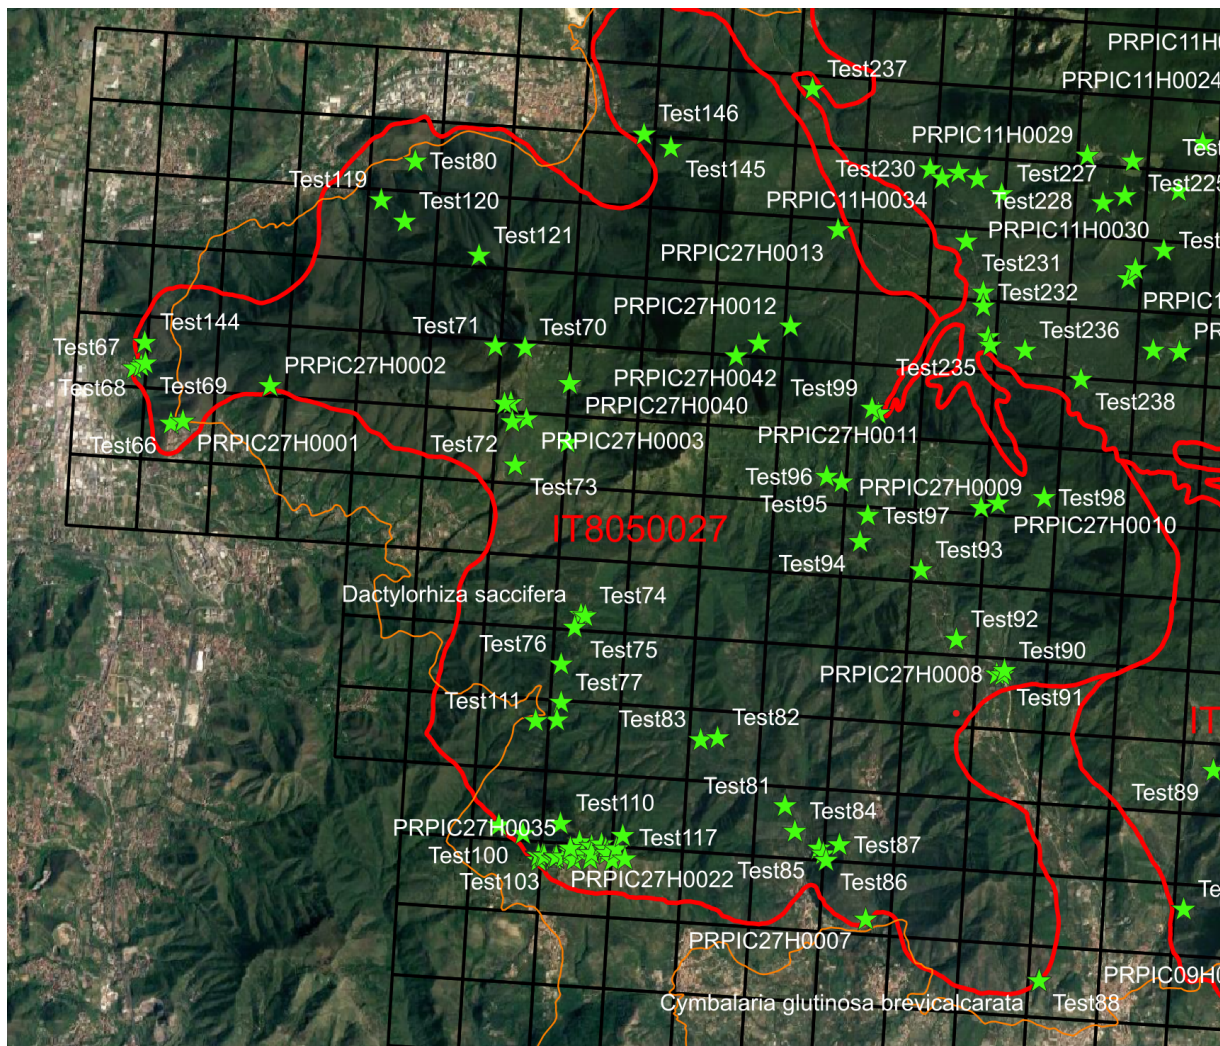 PRPIC11H0
Test237
PRPIC11H0024
Test146
PRPIC11H0029
Test145
Test80
Test230
Test227
Test119
Test225
Test120
PRPIC11H0034
Test228
Test121
PRPIC11H0030
PRPIC27H0013
Test231
Test232
Test144
PRPIC27H0012
Test71
Test70
Test236
Test67
PRPiC27H0002
Test235
PRPIC27H0042
Test68
Test69
Test99
PRPIC27H0040
Test238
Test66
PRPIC27H0001
Test72
PRPIC27H0003
PRPIC27H0011
Test96
Test73
PRPIC27H0009
Test98
Test95
Test97
PRPIC27H0010
IT8050027
Test94
Test93
Dactylorhiza saccifera
Test74
Test92
Test76
Test75
Test90
PRPIC27H0008
Test77
Test91
Test111
Test83
Test82
IT
Test81
Test89
Test110
Test84
PRPIC27H0035
Test117
Test87
Test100
Test85
Test103
PRPIC27H0022
Test86
PRPIC27H0007
PRPIC09H0
Cymbalaria glutinosa brevicalcarata
Test88